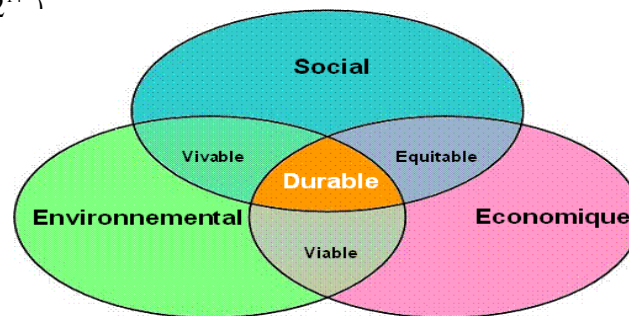 Social
Vivable
Equitable
Durable
Environnemental
Economique
Viable